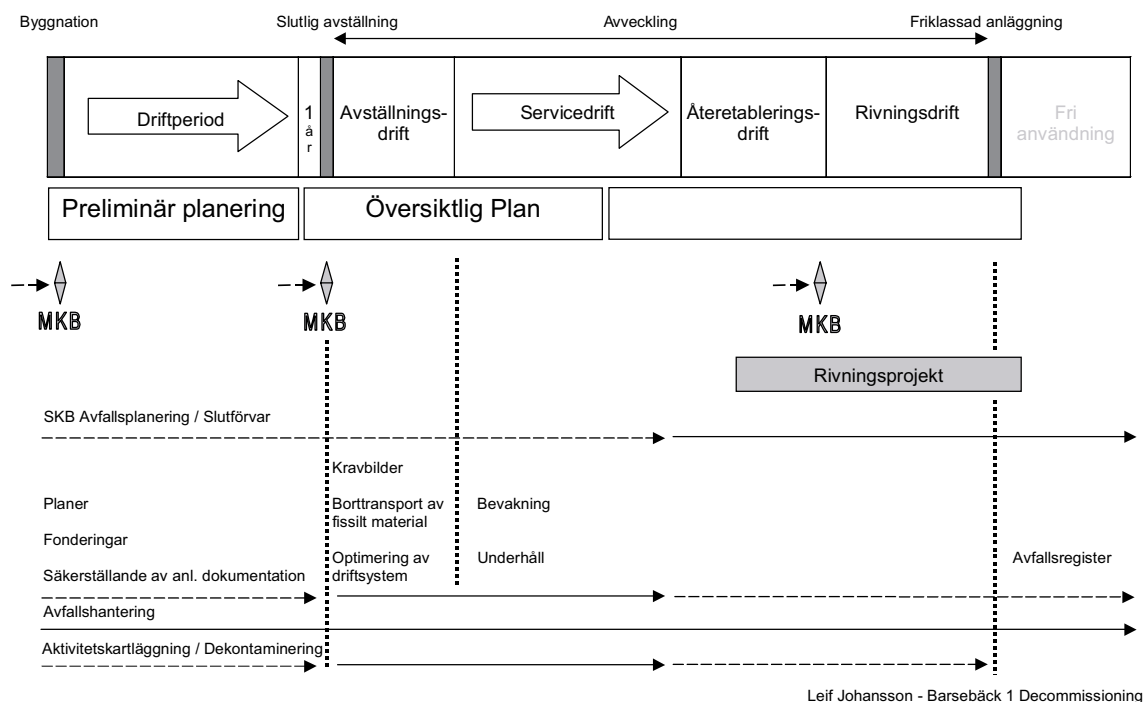 Byggnation
Slutlig avställning
Avveckling
Friklassad anläggning
Driftperiod
1
å
r
Avställnings-
drift
Servicedrift
Återetablerings-
drift
Rivningsdrift
Fri
användning
Preliminär planering
Översiktlig Plan
MKB
MKB
MKB
Rivningsprojekt
SKB Avfallsplanering / Slutförvar
Kravbilder
Planer
Borttransport av
fissilt material
Bevakning
Fonderingar
Optimering av
driftsystem
Underhåll
Avfallsregister
Säkerställande av anl. dokumentation
Avfallshantering
Aktivitetskartläggning / Dekontaminering
Leif Johansson - Barsebäck 1 Decommissioning